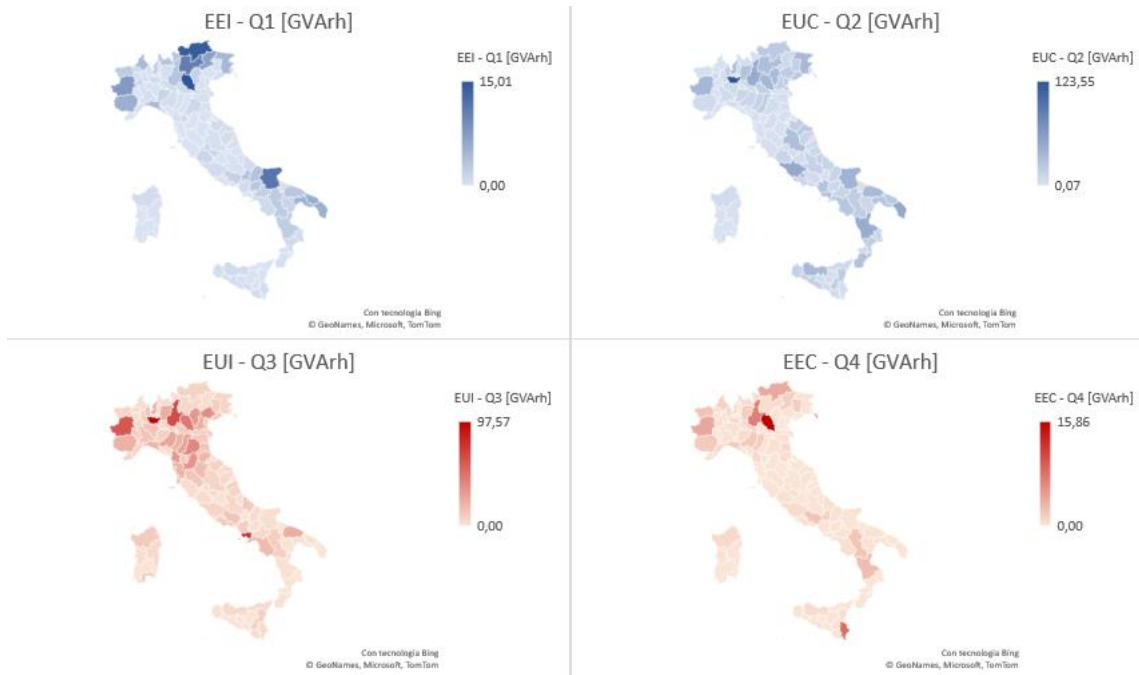 EEI - Q1 [GVArh]
EEI - Q1 [GVArh]
15,01
0,00
Con tecnologia Bing
© GeoNames, Microsoft, TomTom
EUC - Q2 [GVArh]
EUC - Q2 [GVArh]
123,55
0,07
Con tecnologia Bing
© GeoNames, Microsoft, TomTom
EUI - Q3 [GVArh]
EUI - Q3 [GVArh]
97,57
0,00
Con tecnologia Bing
© GeoNames, Microsoft, TomTom
EEC - Q4 [GVArh]
EEC - Q4 [GVArh]
15,86
0,00
Con tecnologia Bing
© GeoNames, Microsoft, TomTom